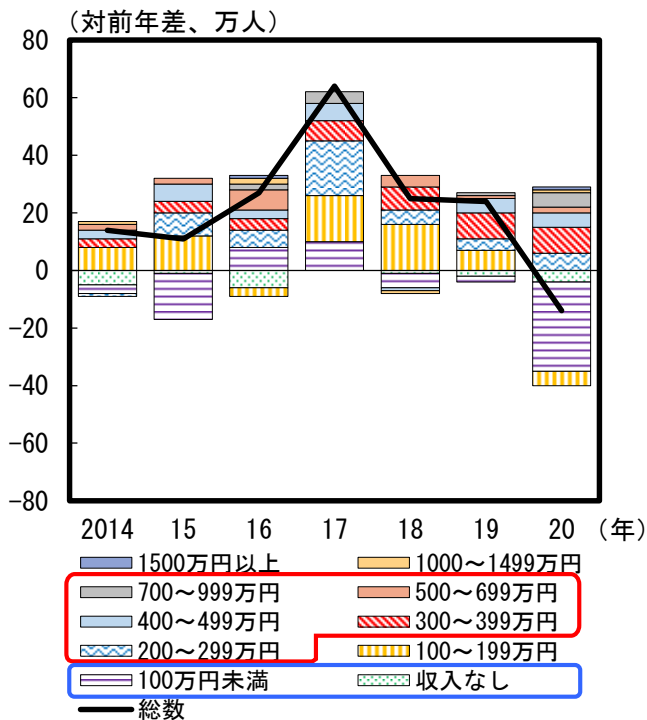 (対前年差、万人)
80
60
40
20
0
-20
-40
-60
-80
2014 15 16 17 18 19 20 (年)
1500万円以上 1000～1499万円
700～999万円 500～699万円
400～499万円 300～399万円
200～299万円 100～199万円
100万円未満 収入なし
総数